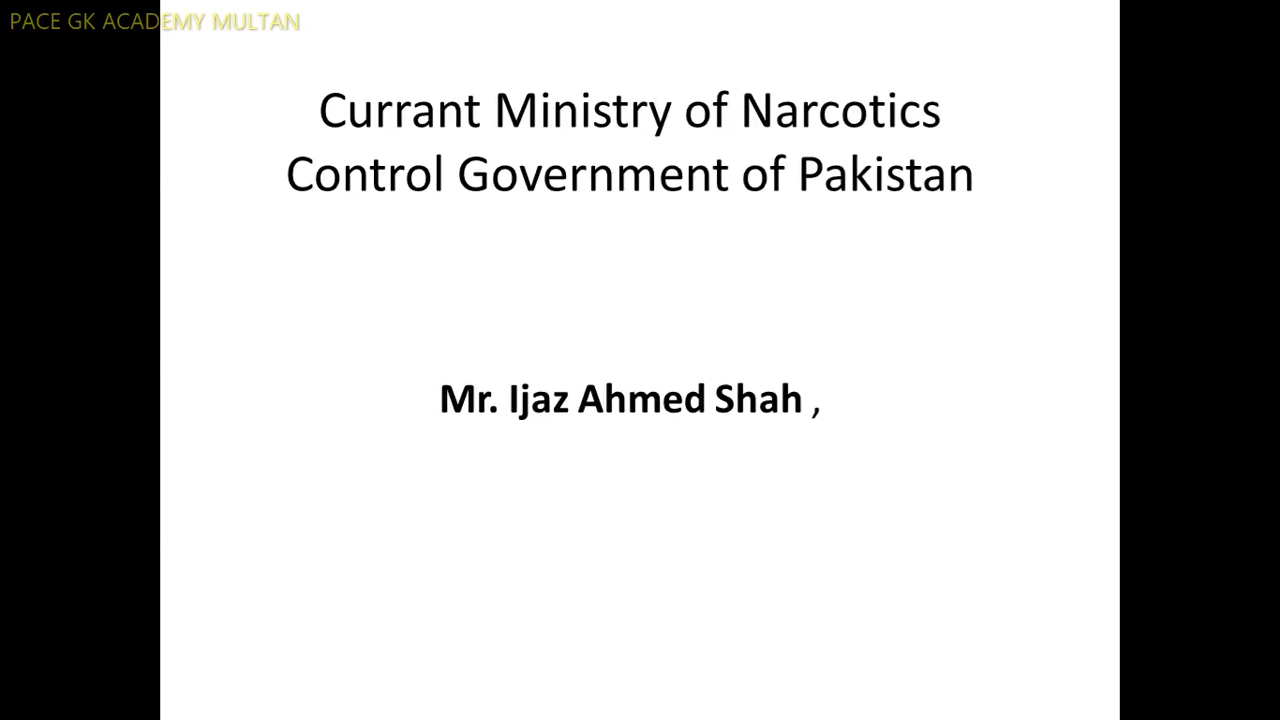 PACE GK ACADEMY MULTAN
Currant Ministry of Narcotics
Control Government of Pakistan
Mr. Ijaz Ahmed Shah ,